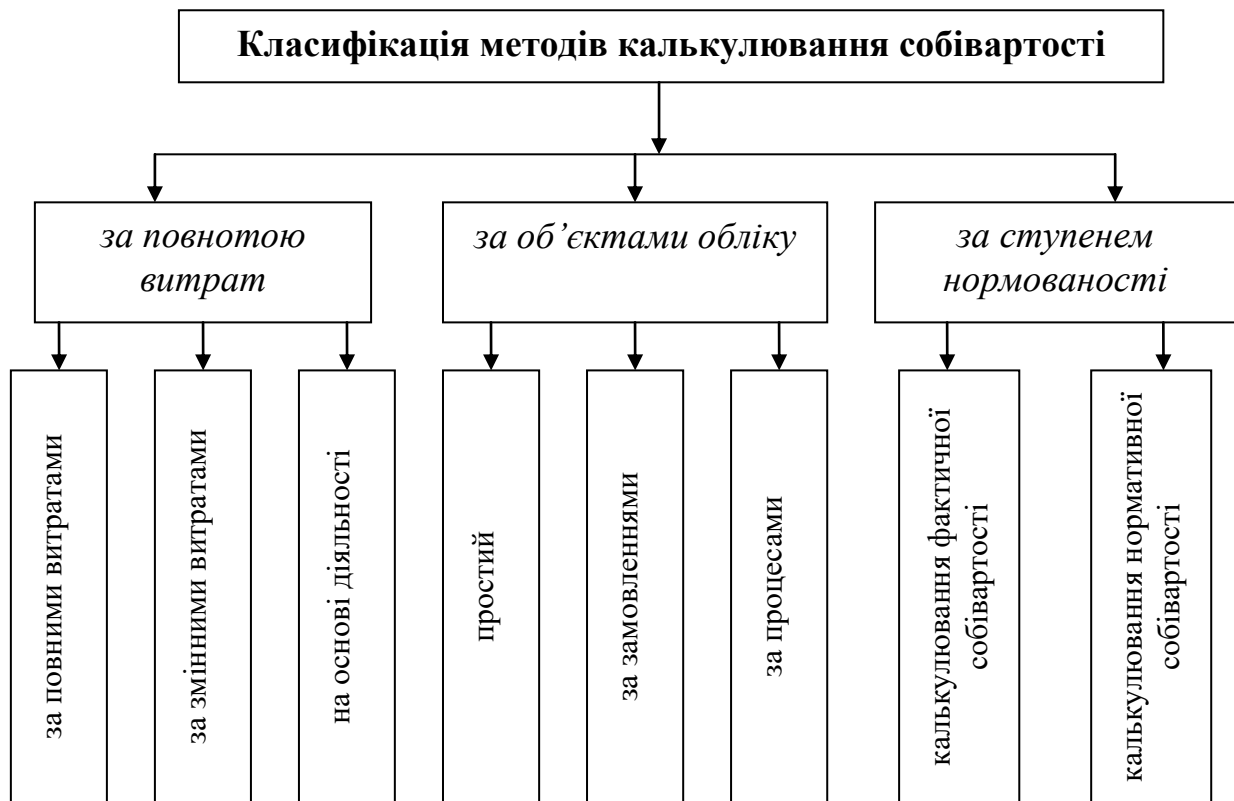 Класифікація методів калькулювання собівартості
за повнотою
витрат
за об’єктами обліку
за ступенем
нормованості
за повними витратами
за змінними витратами
на основі діяльності
простий
за замовленнями
за процесами
калькулювання фактичної
собівартості
калькулювання нормативної
собівартості